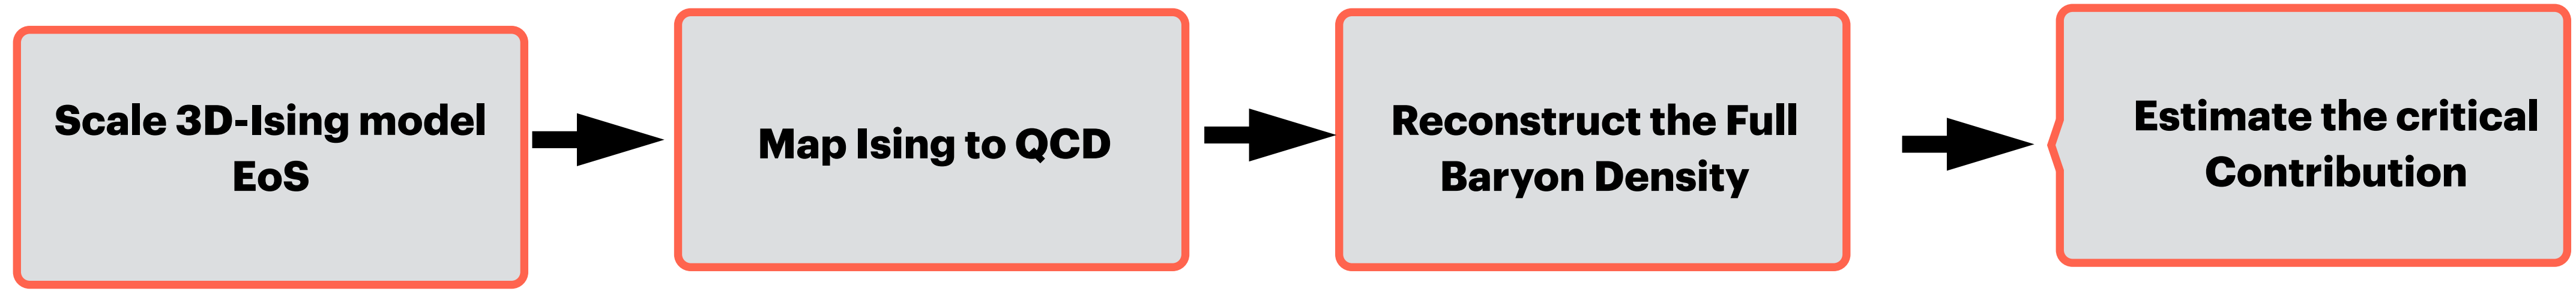 Scale 3D-Ising model
EoS
Map Ising to QCD
Reconstruct the Full
Baryon Density
Estimate the critical
Contribution